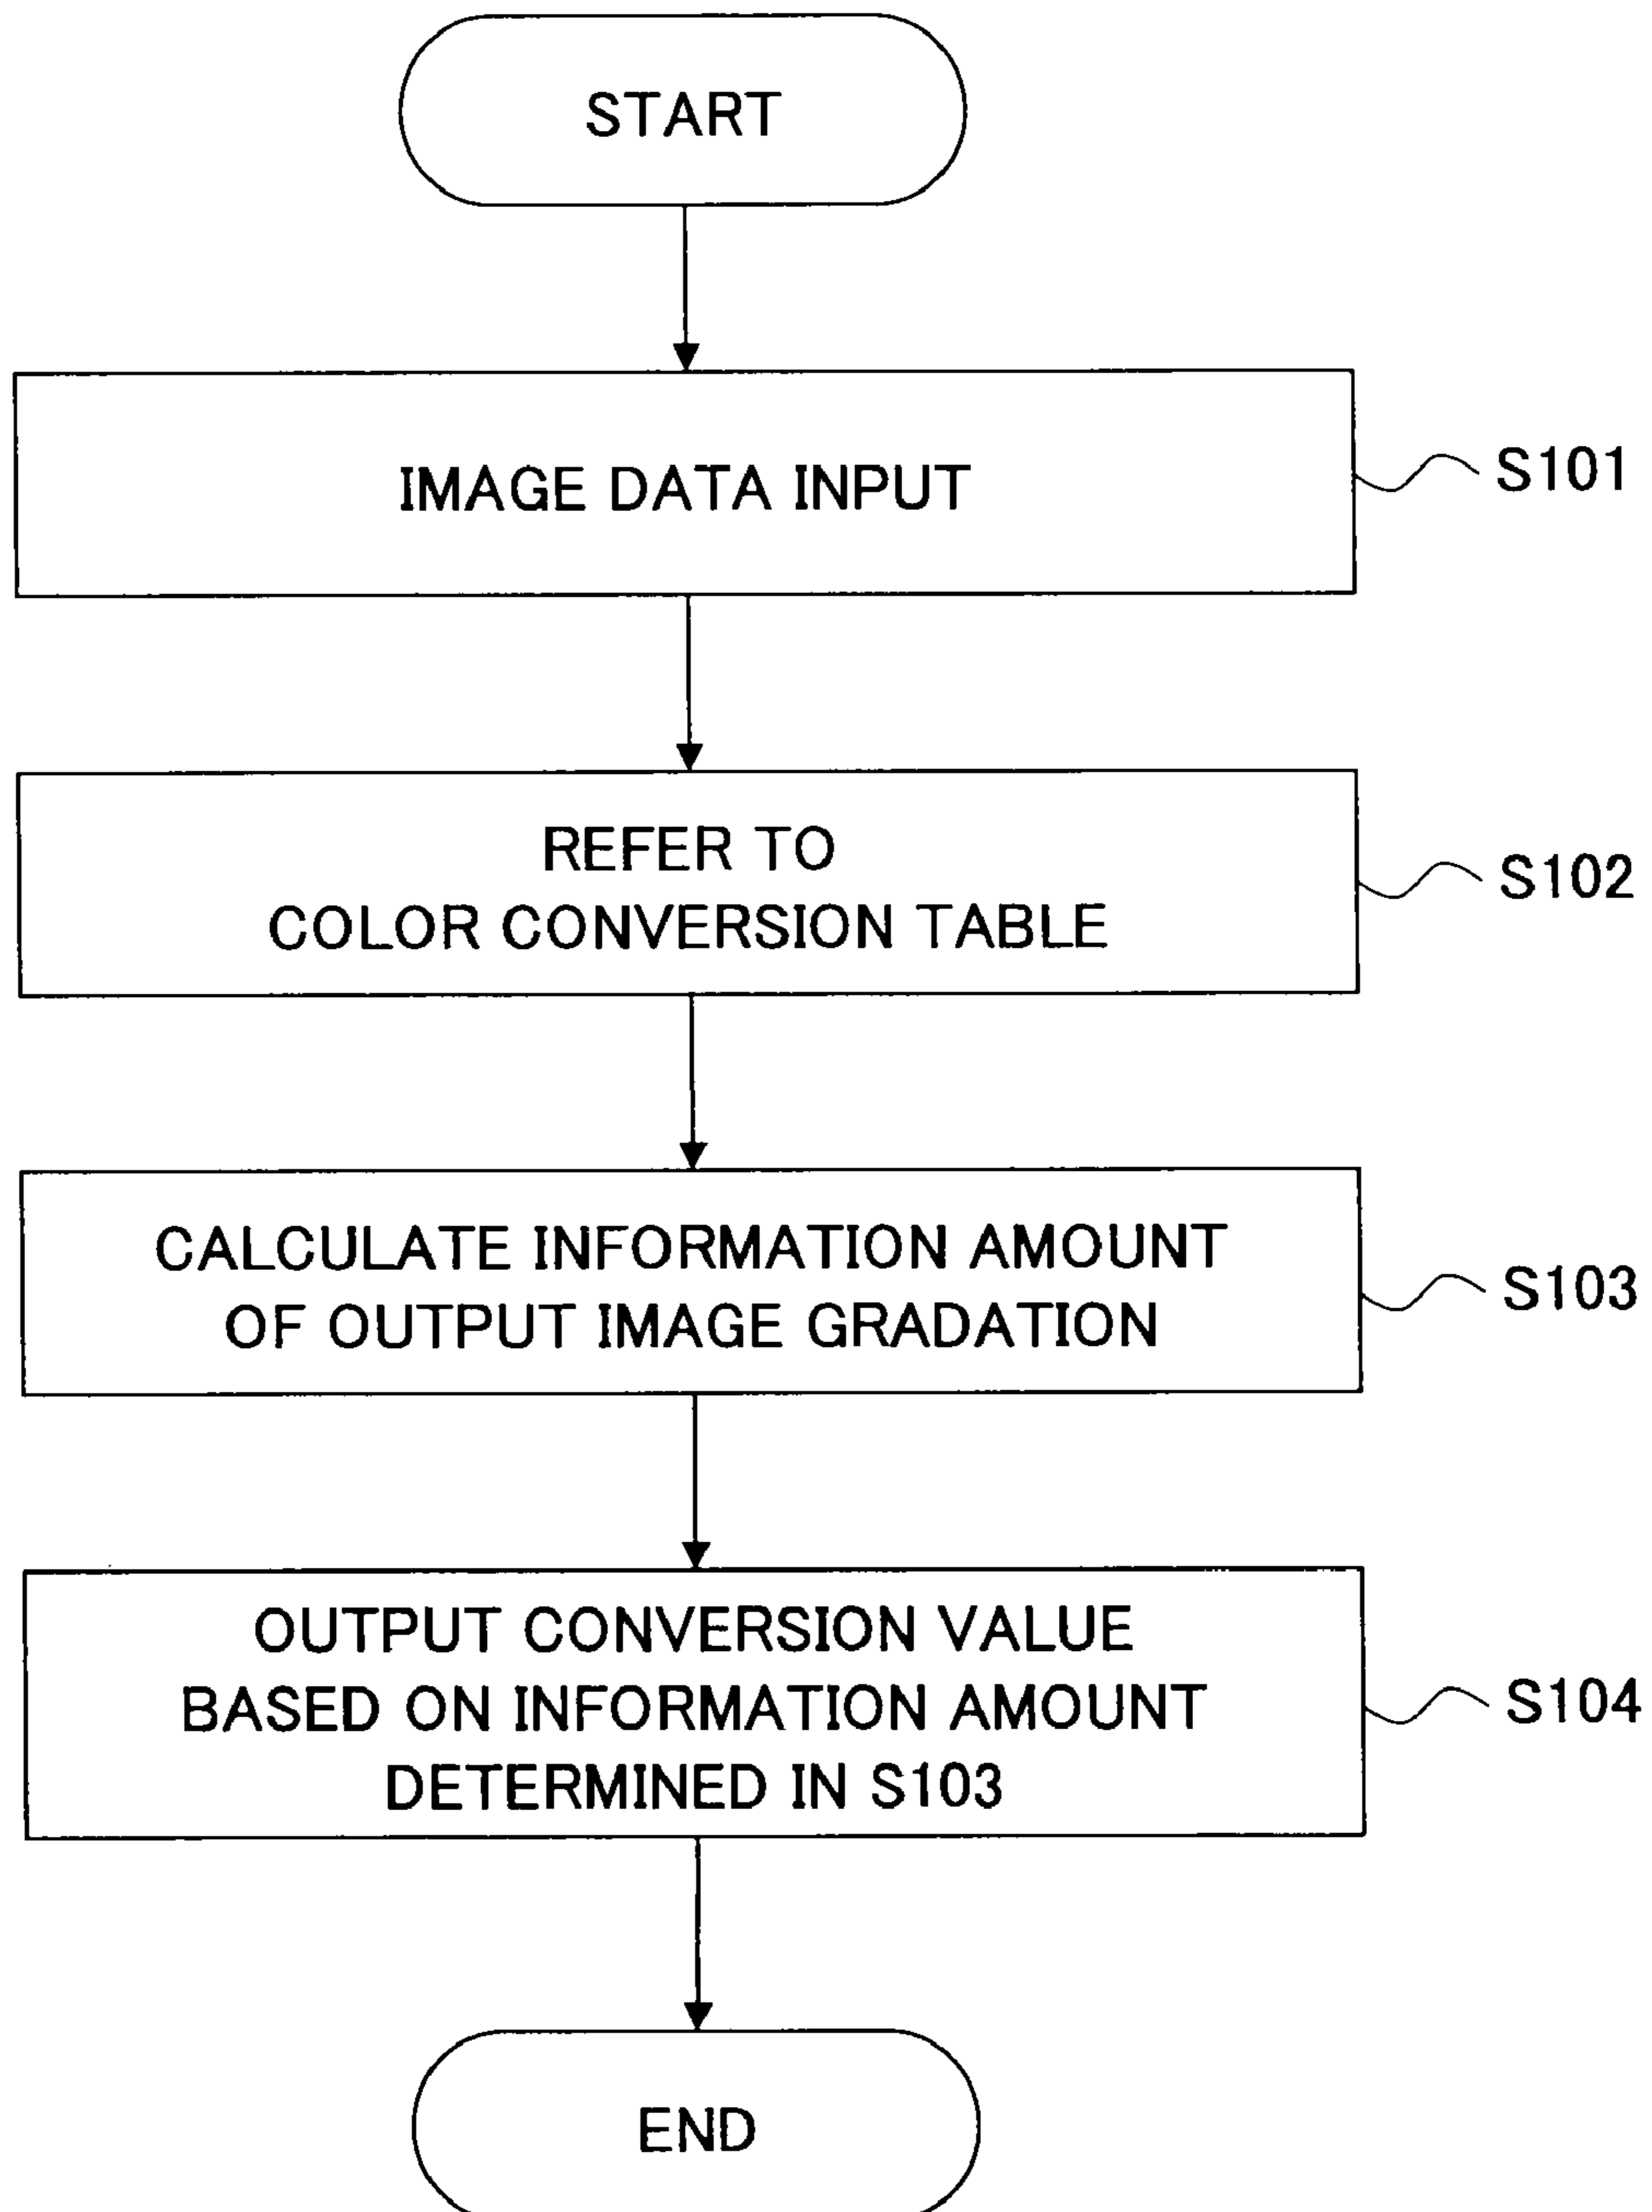 START
IMAGE DATA INPUT
S101
REFER TO
COLOR CONVERSION TABLE
S102
CALCULATE INFORMATION AMOUNT
OF OUTPUT IMAGE GRADATION
S103
OUTPUT CONVERSION VALUE
BASED ON INFORMATION AMOUNT
DETERMINED IN S103
S104
END